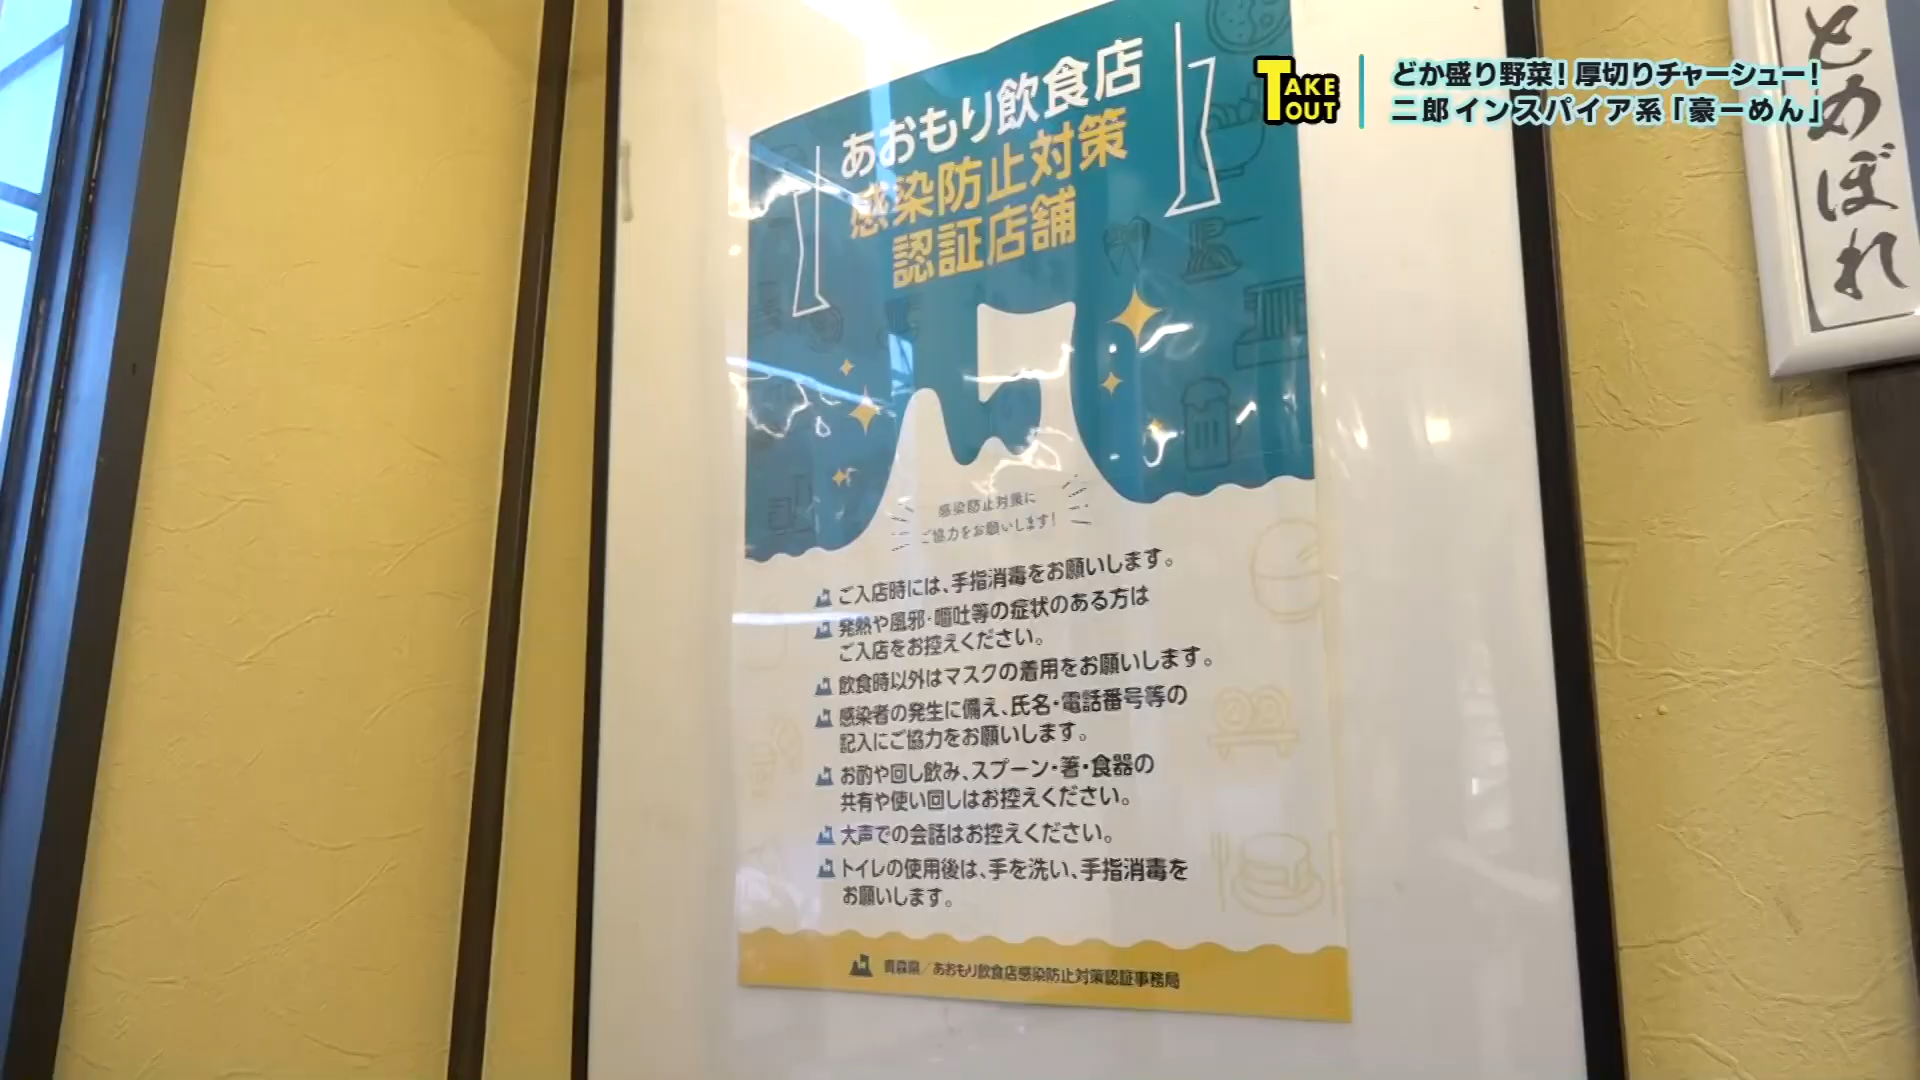 TAKE OUT
どか盛り野菜!厚切りチャーシュー!
二郎インスパイア系「豪ーめん」
とめぼれ
あおもり飲食店
感染防止対策
認証店舗
感染防止対策に
ご協力をお願いします!
ご入店時には、手指消毒をお願いします。
発熱や風邪・嘔吐等の症状のある方は
ご入店をお控えください。
飲食時以外はマスクの着用をお願いします。
感染者の発生に備え、氏名・電話番号等の
記入にご協力をお願いします。
お酌や回し飲み、スプーン・箸・食器の
共有や使い回しはお控えください。
大声での会話はお控えください。
トイレの使用後は、手を洗い、手指消毒を
お願いします。
青森県/あおもり飲食店感染防止対策認証事務局